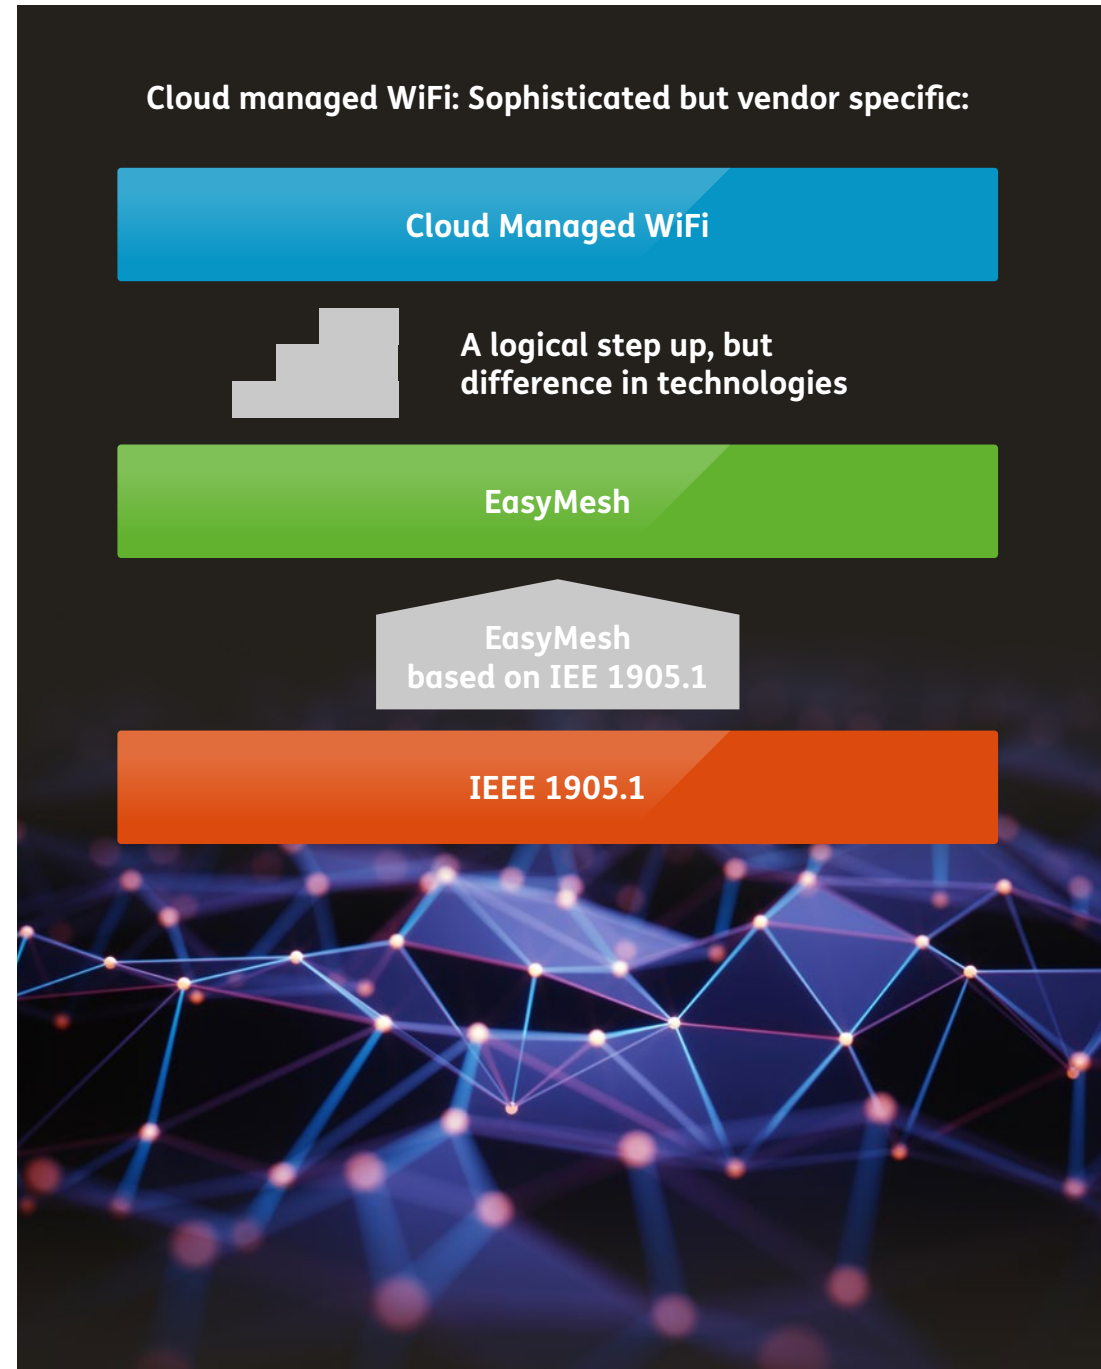 Cloud managed WiFi: Sophisticated but vendor specific:
Cloud Managed WiFi
A logical step up, but
difference in technologies
EasyMesh
EasyMesh
based on IEE 1905.1
IEEE 1905.1